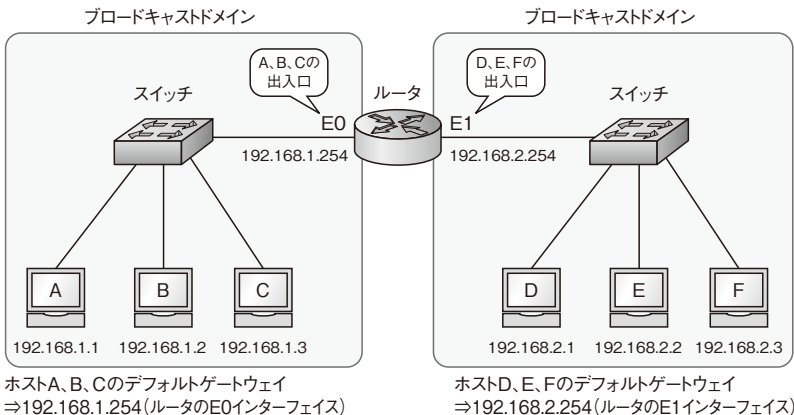 ブロードキャストドメイン
ブロードキャストドメイン
A、B、Cの
出入口
D、E、Fの
出入口
スイッチ
ルータ
スイッチ
E0
E1
192.168.1.254
192.168.2.254
A
B
C
D
E
F
192.168.1.1
192.168.1.2
192.168.1.3
192.168.2.1
192.168.2.2
192.168.2.3
ホストA、B、Cのデフォルトゲートウェイ
⇒192.168.1.254(ルータのE0インターフェイス)
ホストD、E、Fのデフォルトゲートウェイ
⇒192.168.2.254(ルータのE1インターフェイス)